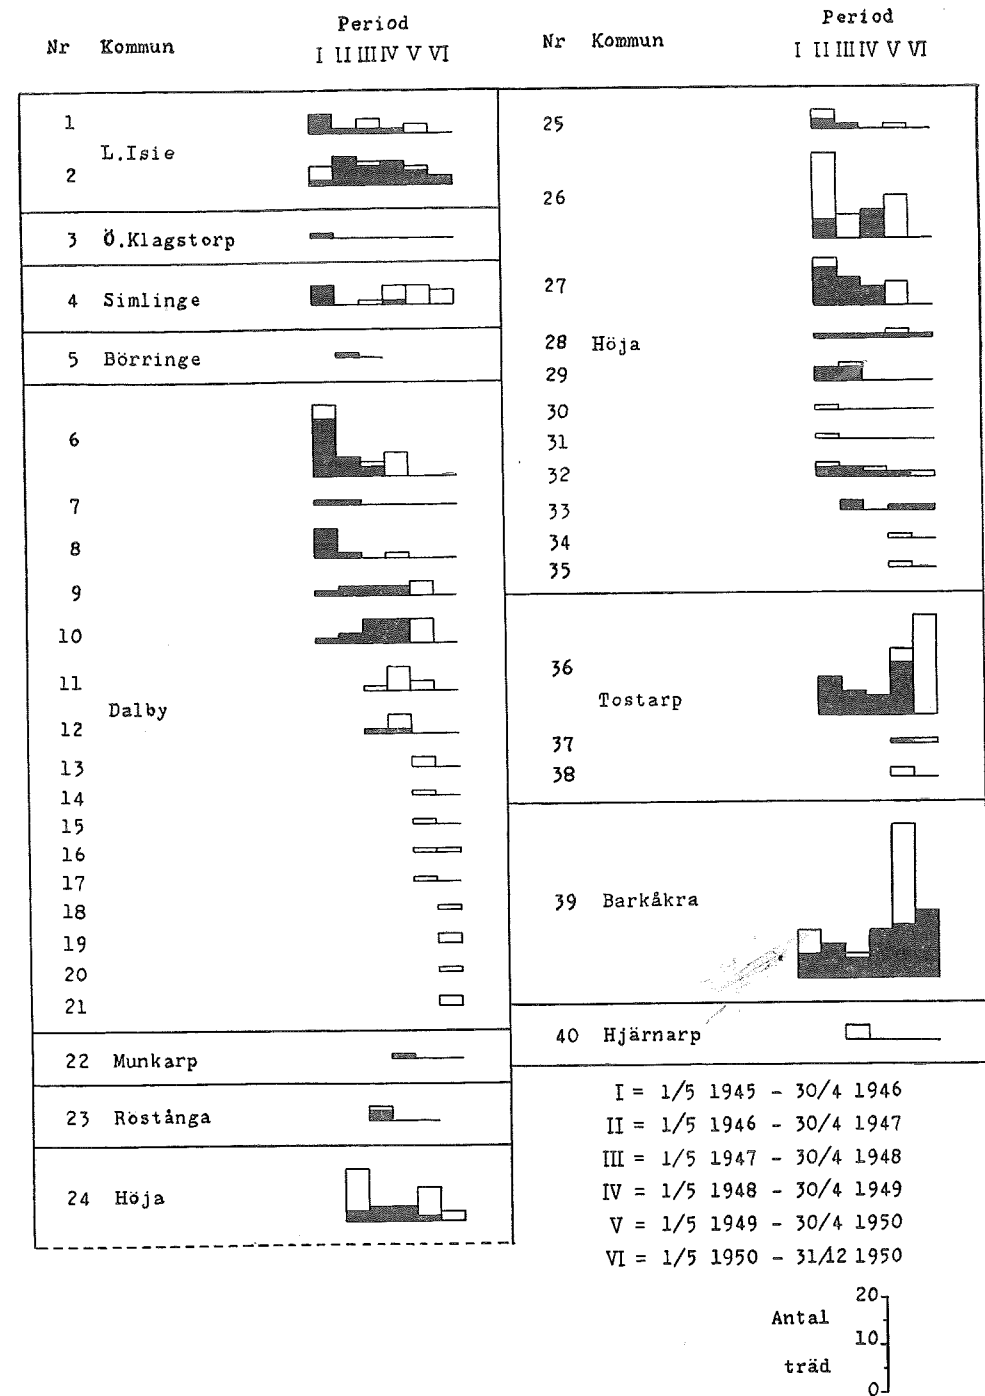 Nr Kommun Period
I II III IV V VI
1
L.Isie
2
3 Ö.Klagstorp
4 Simlinge
5 Börringe
6
7
8
9
10
11
Dalby
12
13
14
15
16
17
18
19
20
21
22 Munkarp
23 Röstånga
24 Höja
Nr Kommun Period
I II III IV V VI
25
26
27
28 Höja
29
30
31
32
33
34
35
36
Tostarp
37
38
39 Barkåkra
40 Hjärnarp
I = 1/5 1945 - 30/4 1946
II = 1/5 1946 - 30/4 1947
III = 1/5 1947 - 30/4 1948
IV = 1/5 1948 - 30/4 1949
V = 1/5 1949 - 30/4 1950
VI = 1/5 1950 - 31/12 1950
20
Antal
10
träd
0